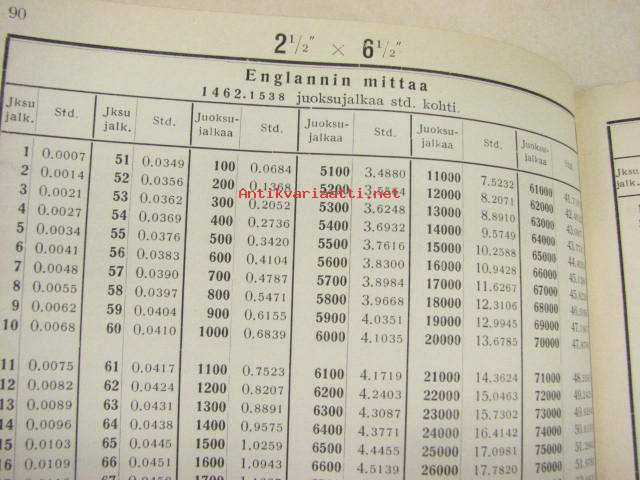 90
2 1/2" × 6 1/2"
Englannin mittaa
1462.1538 juoksujalkaa std. kohti.
Jksu jalk. Std. Jksu jalk. Std. Juoksu-jalkaa Std. Juoksu-jalkaa Std. Juoksu-jalkaa Std. Juoksu-jalkaa Std.
1 0.0007 51 0.0349 100 0.0684 5100 3.4880 11000 7.5232 61000
2 0.0014 52 0.0356 200 0.1368 5200 12000 8.2071 62000
Antikvariaatti.net
3 0.0021 53 0.0362 300 0.2052 5300 3.6248 13000 8.8910 63000
4 0.0027 54 0.0369 400 0.2736 5400 3.6932 14000 9.5749 64000
5 0.0034 55 0.0376 500 0.3420 5500 3.7616 15000 10.2588 65000
6 0.0041 56 0.0383 600 0.4104 5600 3.8300 16000 10.9428 66000
7 0.0048 57 0.0390 700 0.4787 5700 3.8984 17000 11.6267 67000
8 0.0055 58 0.0397 800 0.5471 5800 3.9668 18000 12.3106 68000
9 0.0062 59 0.0404 900 0.6155 5900 4.0351 19000 12.9945 69000
10 0.0068 60 0.0410 1000 0.6839 6000 4.1035 20000 13.6785 70000
11 0.0075 61 0.0417 1100 0.7523 6100 4.1719 21000 14.3624 71000
12 0.0082 62 0.0424 1200 0.8207 6200 4.2403 22000 15.0463 72000
13 0.0089 63 0.0431 1300 0.8891 6300 4.3087 23000 15.7302 73000
14 0.0096 64 0.0438 1400 0.9575 6400 4.3771 24000 16.4142 74000
15 0.0103 65 0.0445 1500 1.0259 6500 4.4455 25000 17.0981 75000
16 0.0109 66 0.0451 1600 1.0943 6600 4.5139 26000 17.7820 76000